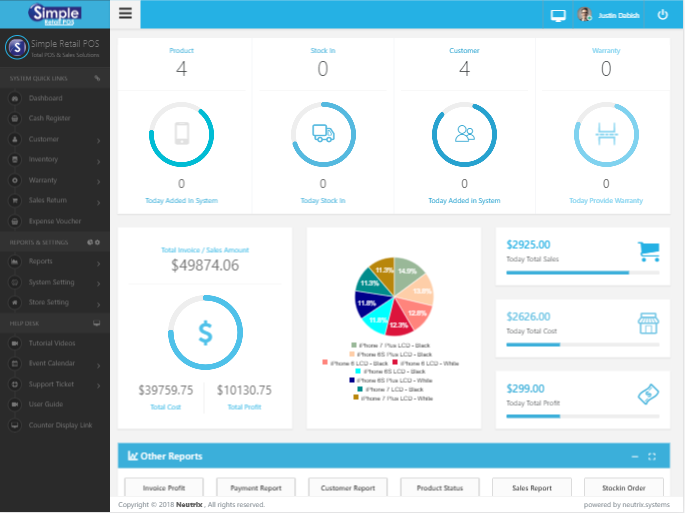 Simple
Retail POS
Justin Dabish
Simple Retail POS
Total POS & Sales Solutions
SYSTEM QUICK LINKS
Dashboard
Cash Register
Customer
Inventory
Warranty
Sales Return
Expense Voucher
REPORTS & SETTINGS
Reports
System Setting
Store Setting
HELP DESK
Tutorial Videos
Event Calendar
Support Ticket
User Guide
Counter Display Link
Product
4
0
Today Added In System
Stock In
0
0
Today Stock In
Customer
4
0
Today Added in System
Warranty
0
0
Today Provide Warranty
Total Invoice / Sales Amount
$49874.06
$
$39759.75
Total Cost
$10130.75
Total Profit
11.3%
14.9%
11.3%
11.8%
12.3%
iPhone 7 Plus LCD - Black
iPhone 6S Plus LCD - Black
iPhone 6 LCD - Black
iPhone 6 LCD - White
iPhone 6S LCD - Black
iPhone 6S Plus LCD - White
iPhone 7 LCD - Black
iPhone 7 Plus LCD - White
$2925.00
Today Total Sales
$2626.00
Today Total Cost
$299.00
Today Total Profit
Other Reports
Invoice Profit
Payment Report
Customer Report
Product Status
Sales Report
Stockin Order
Copyright © 2018 Neutrix , All rights reserved.
powered by neutrix.systems